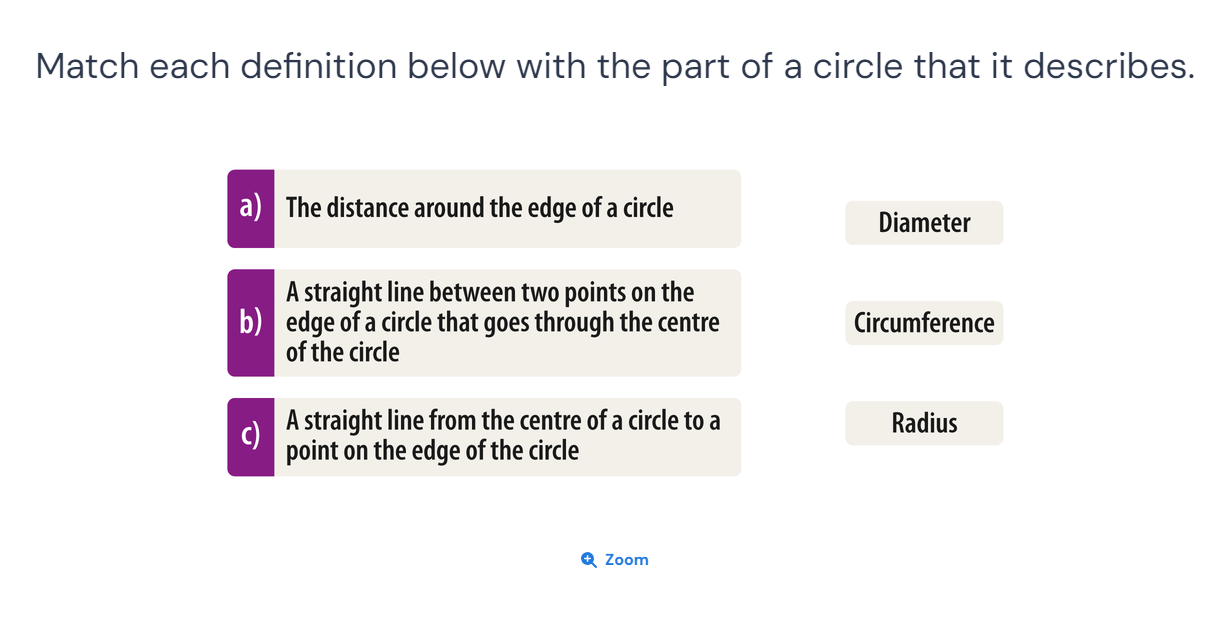 Match each definition below with the part of a circle that it describes.
a) The distance around the edge of a circle
Diameter
b) A straight line between two points on the
edge of a circle that goes through the centre
of the circle
Circumference
c) A straight line from the centre of a circle to a
point on the edge of the circle
Radius
Zoom